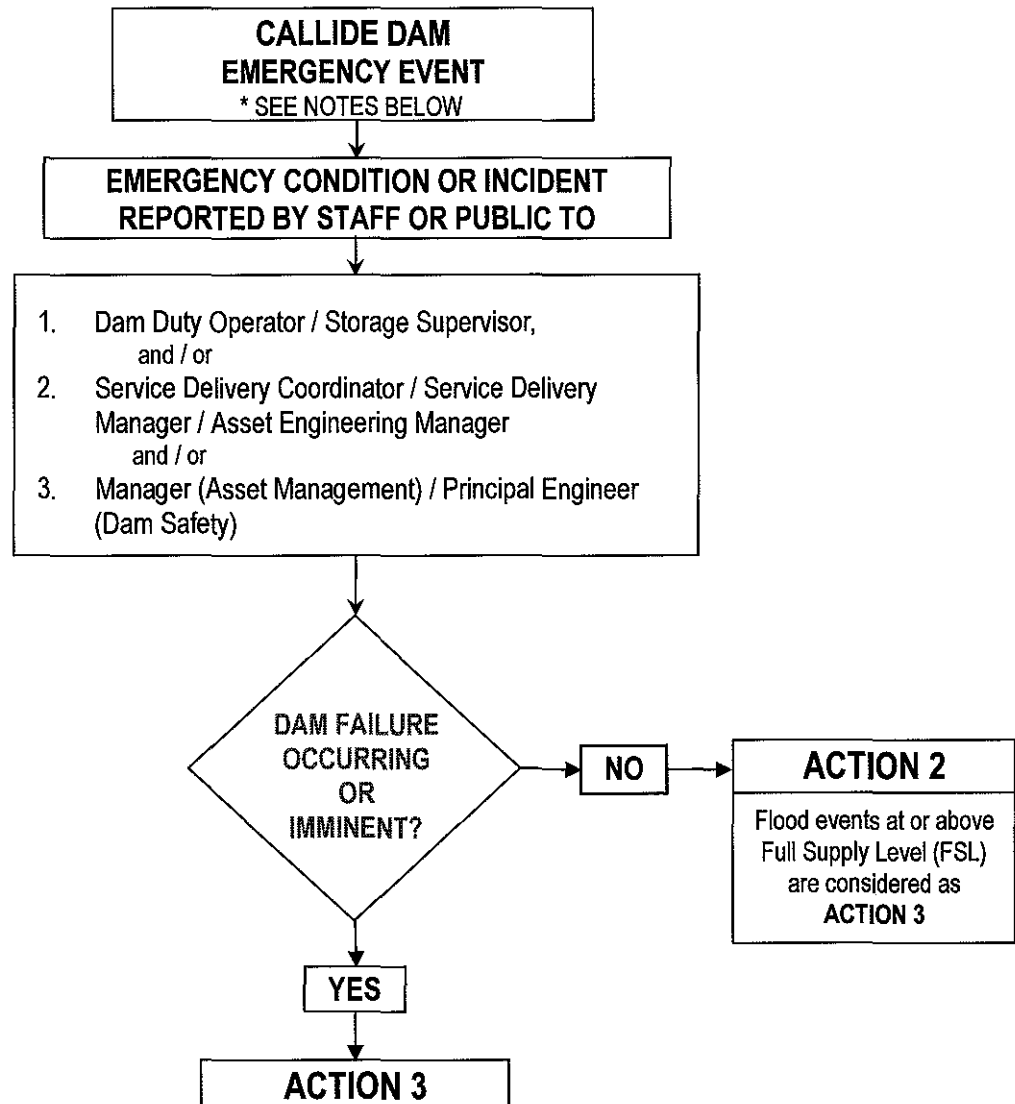 CALLIDE DAM
EMERGENCY EVENT
* SEE NOTES BELOW
EMERGENCY CONDITION OR INCIDENT
REPORTED BY STAFF OR PUBLIC TO
1. Dam Duty Operator / Storage Supervisor,
and / or
2. Service Delivery Coordinator / Service Delivery
Manager / Asset Engineering Manager
and / or
3. Manager (Asset Management) / Principal Engineer
(Dam Safety)
DAM FAILURE
OCCURRING
OR
IMMINENT?
NO
ACTION 2
Flood events at or above
Full Supply Level (FSL)
are considered as
ACTION 3
YES
ACTION 3